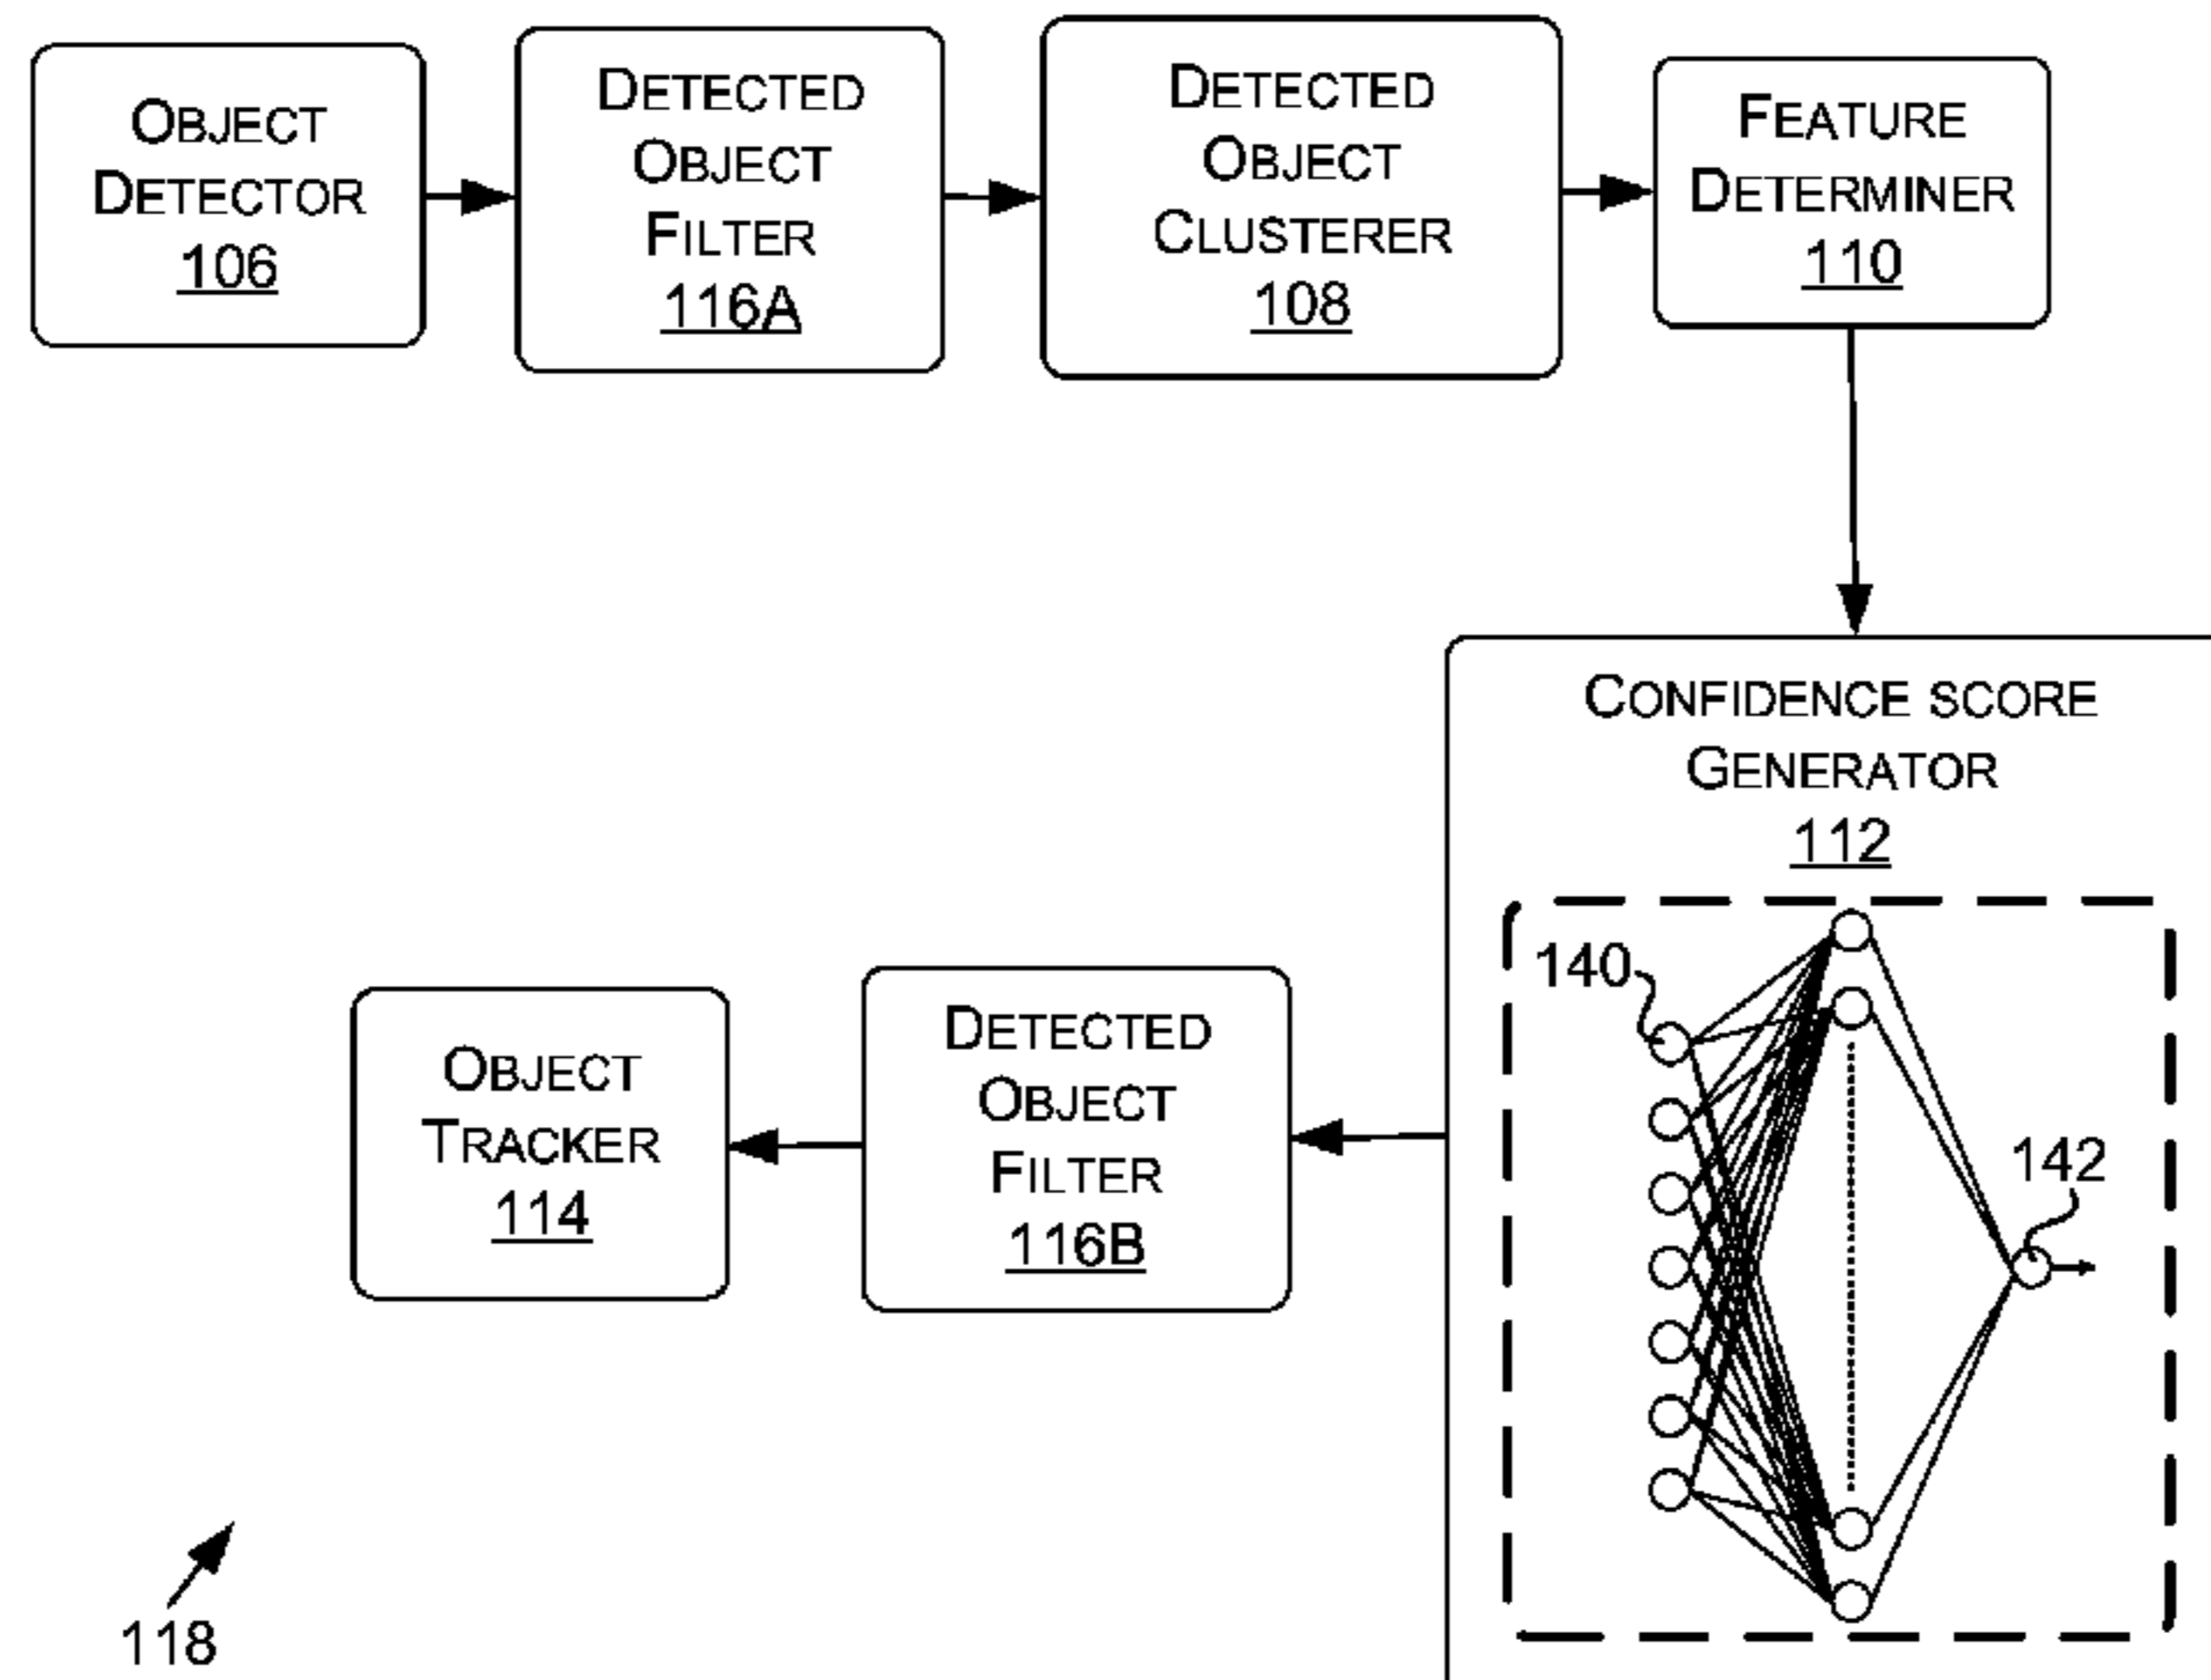 OBJECT
DETECTOR
106
DETECTED
OBJECT
FILTER
116A
DETECTED
OBJECT
CLUSTERER
108
FEATURE
DETERMINER
110
CONFIDENCE SCORE
GENERATOR
112
140
142
DETECTED
OBJECT
FILTER
116B
OBJECT
TRACKER
114
118